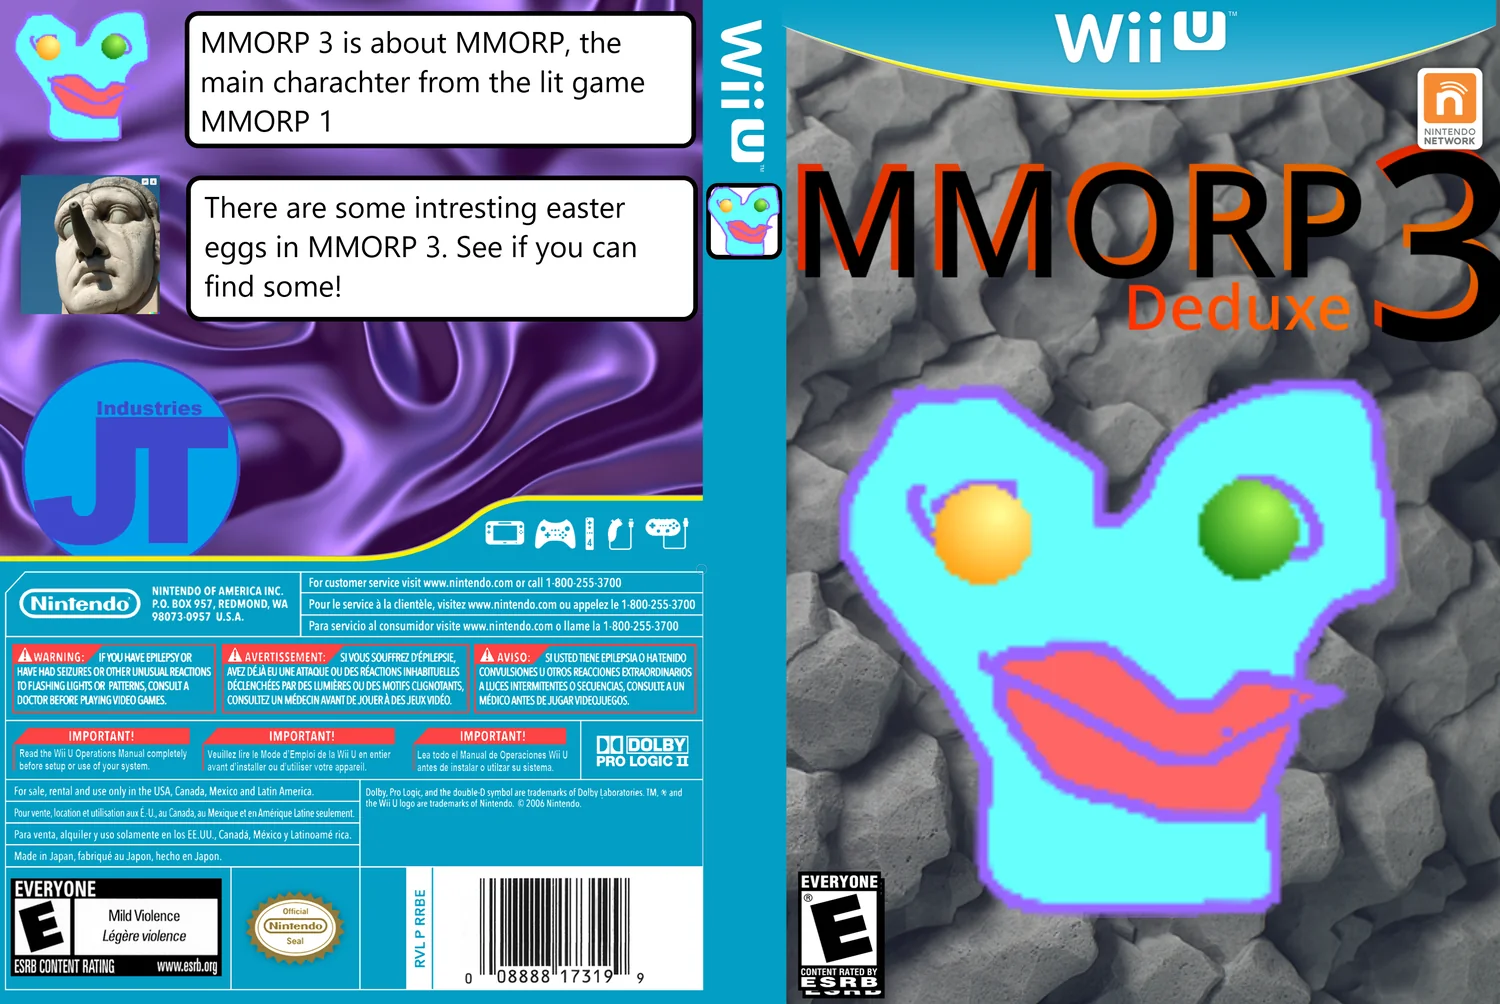 MMORP 3 is about MMORP, the
main charachter from the lit game
MMORP 1
There are some intresting easter
eggs in MMORP 3. See if you can
find some!
Industries
JT
Nintendo
NINTENDO OF AMERICA INC.
P.O. BOX 957, REDMOND, WA
98073-0957 U.S.A.
For customer service visit www.nintendo.com or call 1-800-255-3700
Pour le service à la clientèle, visitez www.nintendo.com ou appelez le 1-800-255-3700
Para servicio al consumidor visite www.nintendo.com o llame la 1-800-255-3700
WARNING: IF YOU HAVE EPILEPSY OR
HAVE HAD SEIZURES OR OTHER UNUSUAL REACTIONS
TO FLASHING LIGHTS OR PATTERNS, CONSULT A
DOCTOR BEFORE PLAYING VIDEO GAMES.
AVERTISSEMENT: SI VOUS SOUFFREZ D'ÉPILEPSIE,
AVEZ DÉJÀ EU UNE ATTAQUE OU DES RÉACTIONS INHABITUELLES
DÉCLENCHÉES PAR DES LUMIÈRES OU DES MOTIFS CLIGNOTANTS,
CONSULTEZ UN MÉDECIN AVANT DE JOUER À DES JEUX VIDÉO.
AVISO: SI USTED TIENE EPILEPSIA O HA TENIDO
CONVULSIONES U OTROS REACCIONES EXTRAORDINARIOS
A LUCES INTERMITENTES O SECUENCIAS, CONSULTE A UN
MÉDICO ANTES DE JUGAR VIDEOJUEGOS.
IMPORTANT!
Read the Wii U Operations Manual completely
before setup or use of your system.
IMPORTANT!
Veuillez lire le Mode d'Emploi de la Wii U en entier
avant d'installer ou d'utiliser votre appareil.
IMPORTANT!
Lea todo el Manual de Operaciones Wii U
antes de instalar o utilzar su sistema.
DOLBY
PRO LOGIC II
For sale, rental and use only in the USA, Canada, Mexico and Latin America.
Pour vente, location et utilisation aux É.-U., au Canada, au Mexique et en Amérique Latine seulement.
Para venta, alquiler y uso solamente en los EE.UU., Canadá, México y Latinoamé rica.
Made in Japan, fabriqué au Japon, hecho en Japon.
Dolby, Pro Logic, and the double-D symbol are trademarks of Dolby Laboratories. TM, ® and
the Wii U logo are trademarks of Nintendo. © 2006 Nintendo.
EVERYONE
E
Mild Violence
Légère violence
ESRB CONTENT RATING www.esrb.org
Official
Nintendo
Seal
RVL P RRBE
0 08888 17319 9
4
Wii U
TM
Wii U
TM
NINTENDO
NETWORK
MMORP 3
Deduxe
EVERYONE
E
®
CONTENT RATED BY
ESRB